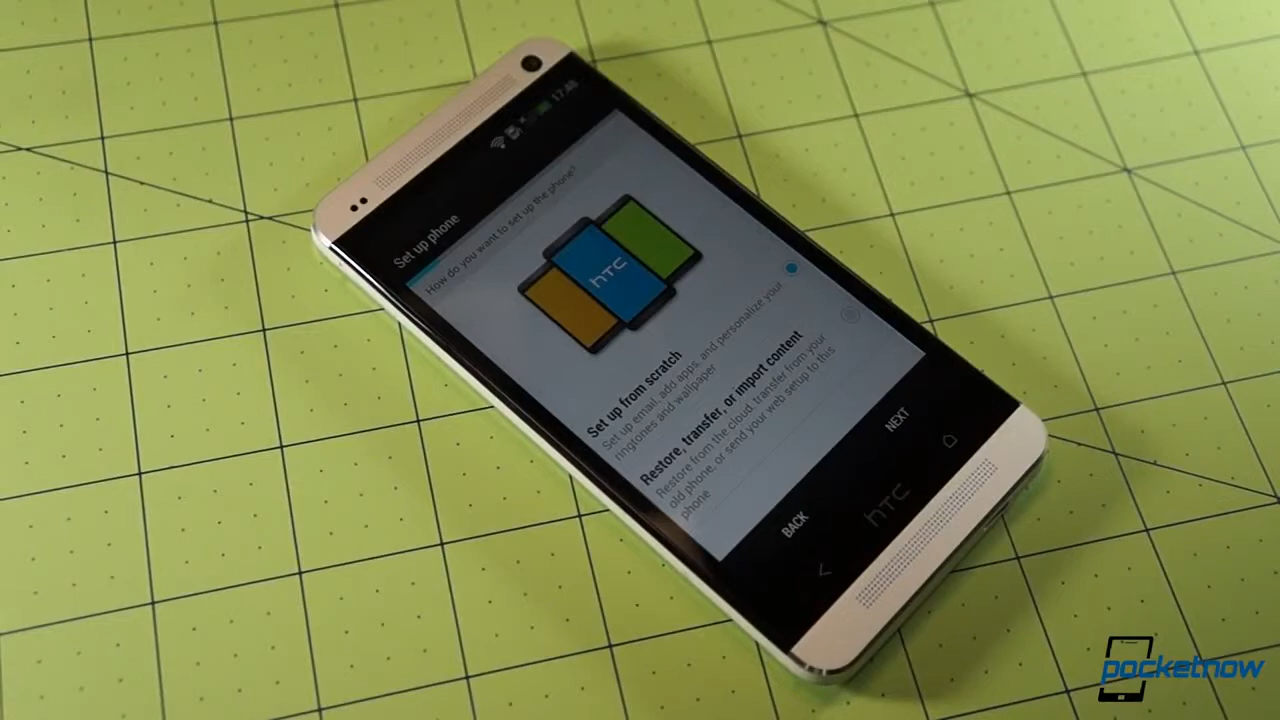 17:46
Set up phone
How do you want to set up the phone?
hTC
Set up from scratch
Set up email, add apps, and personalize your
ringtones and wallpaper
Restore, transfer, or import content
Restore from the cloud, transfer from your
old phone, or send your web setup to this
phone
BACK
NEXT
hTC
pocketnow